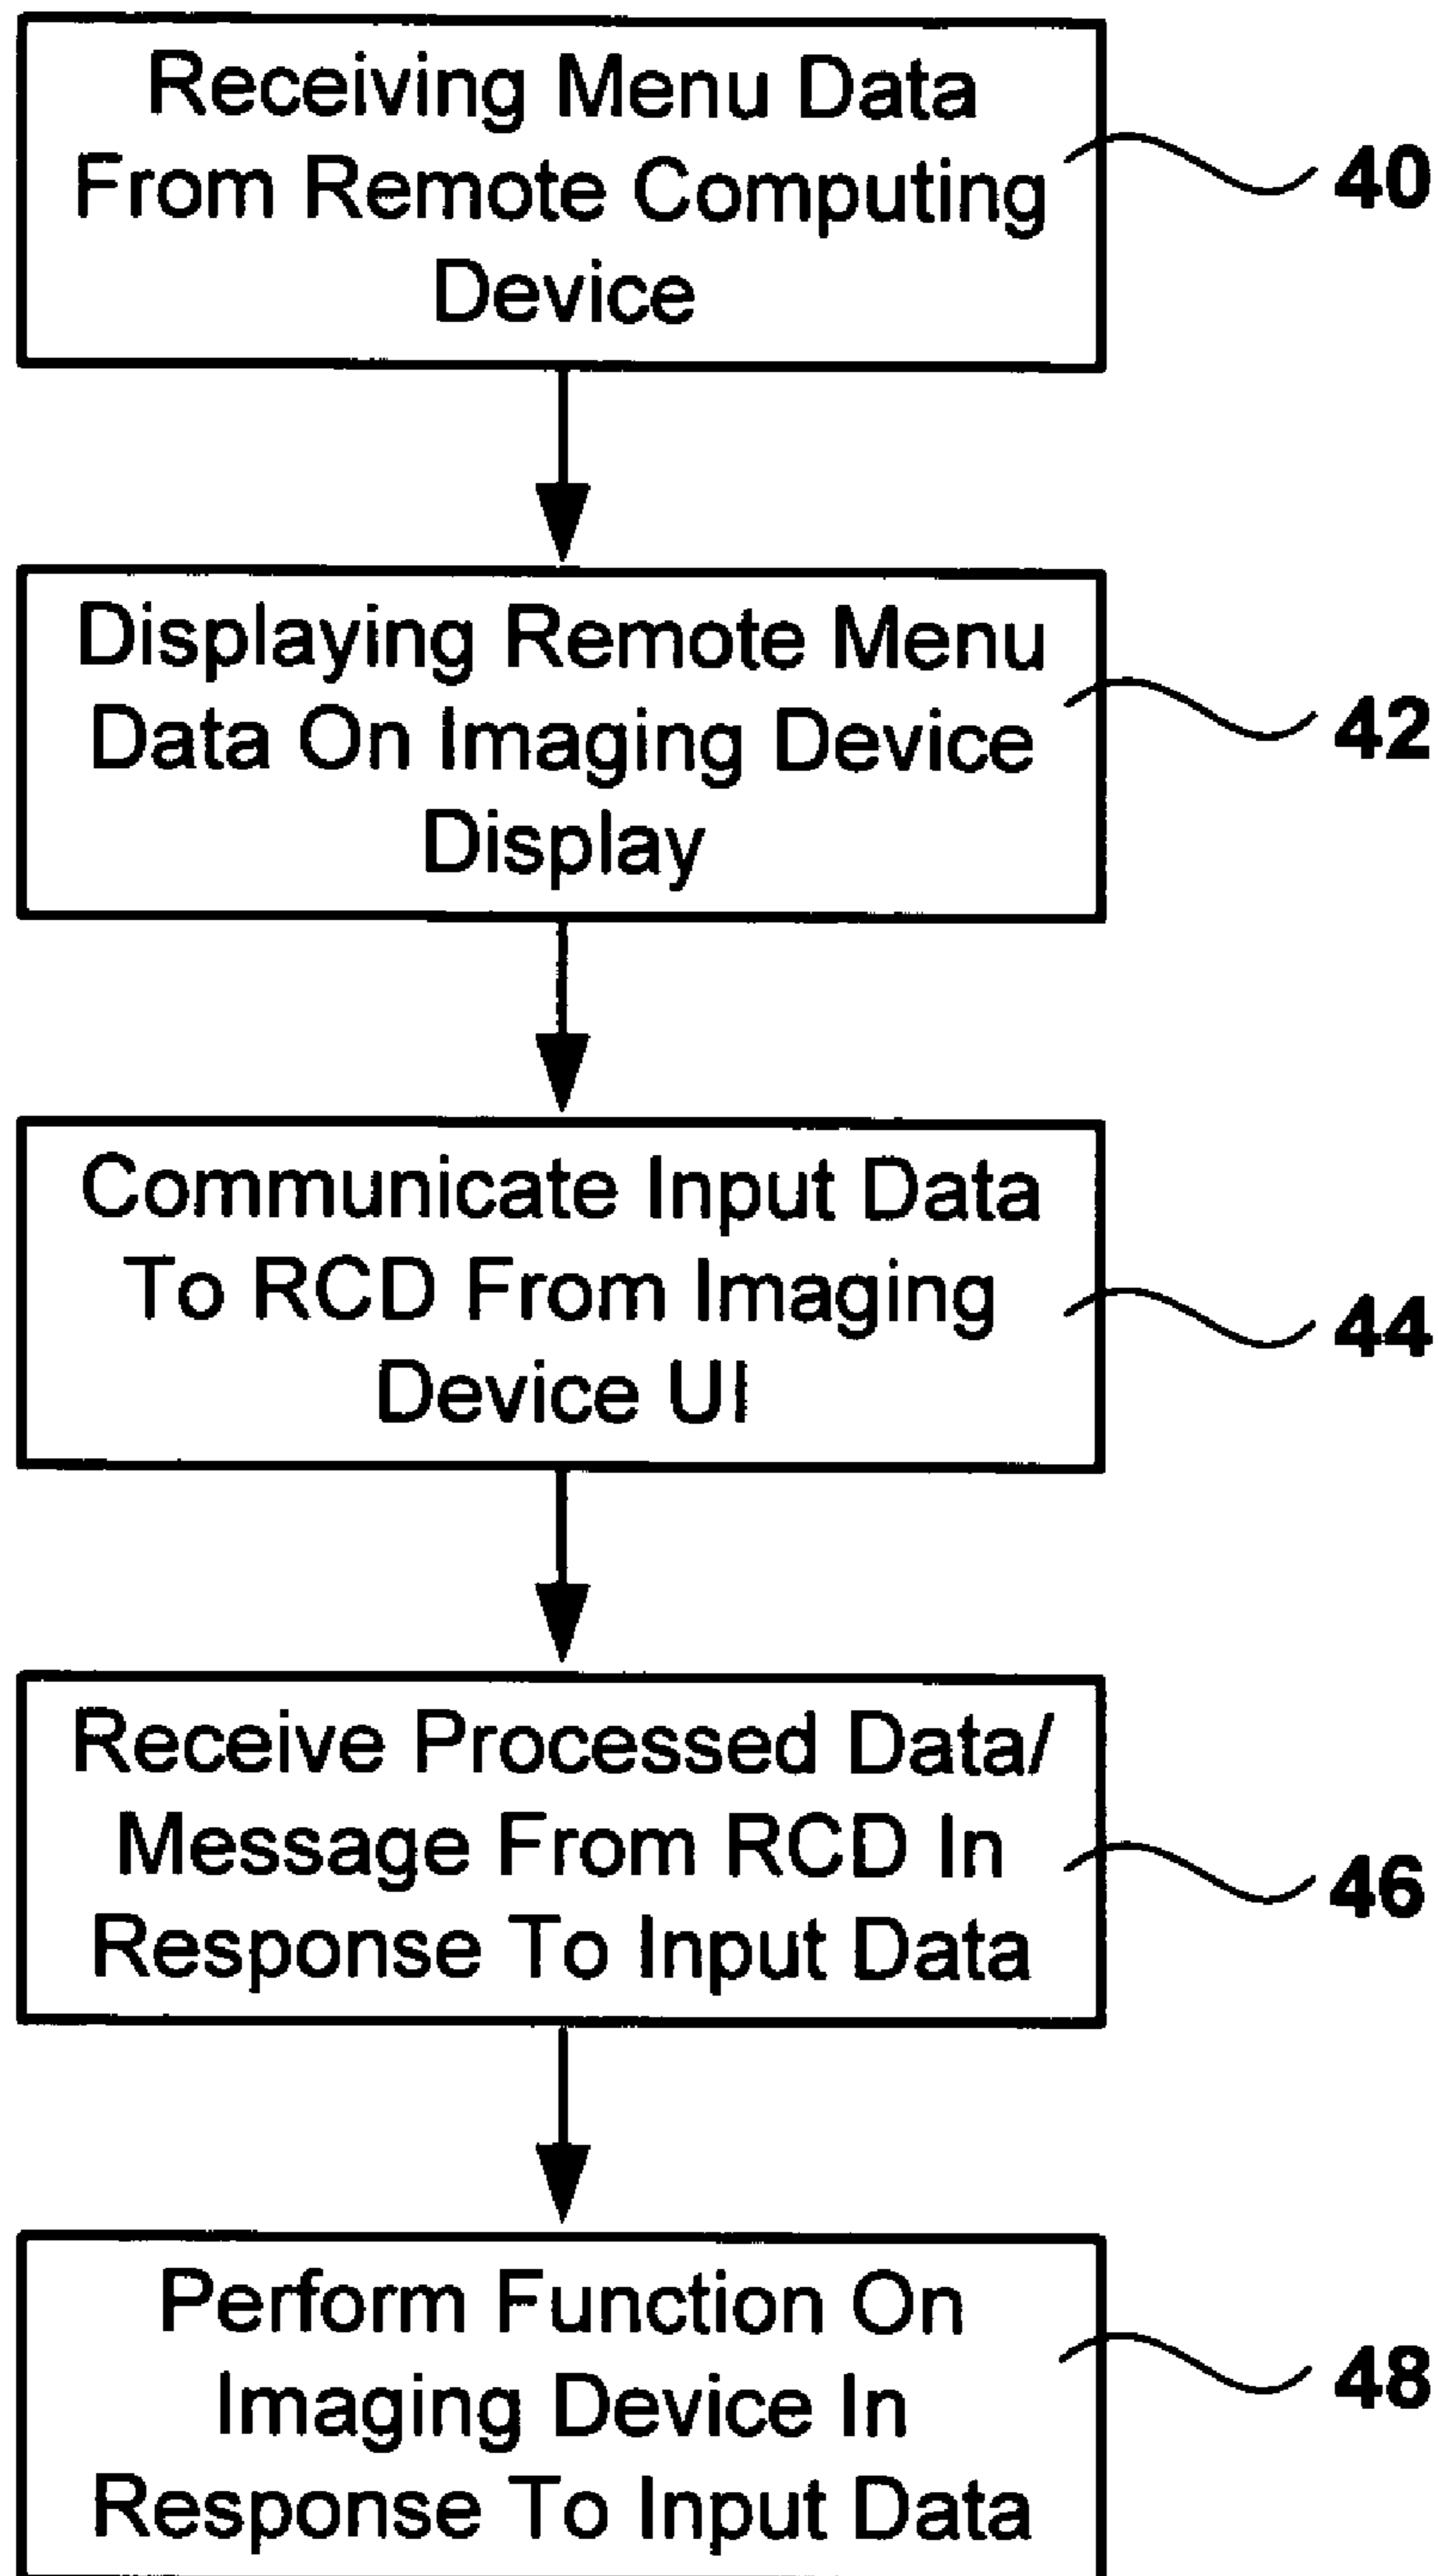 Receiving Menu Data
From Remote Computing
Device
40
Displaying Remote Menu
Data On Imaging Device
Display
42
Communicate Input Data
To RCD From Imaging
Device UI
44
Receive Processed Data/
Message From RCD In
Response To Input Data
46
Perform Function On
Imaging Device In
Response To Input Data
48